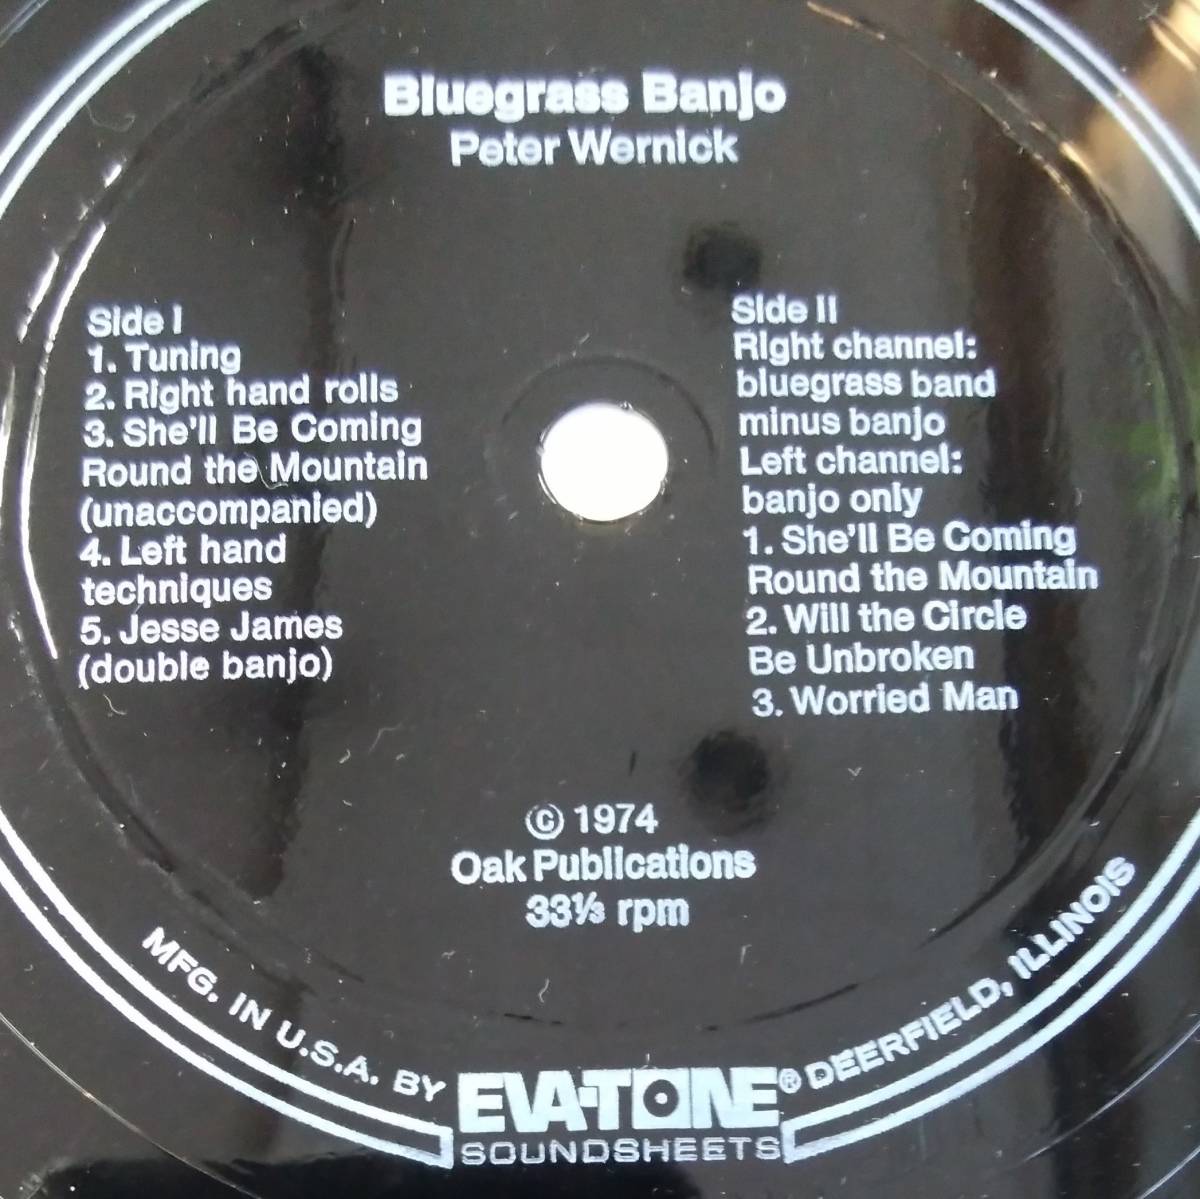 Bluegrass Banjo
Peter Wernick
Side I
1. Tuning
2. Right hand rolls
3. She'll Be Coming
Round the Mountain
(unaccompanied)
4. Left hand
techniques
5. Jesse James
(double banjo)
Side II
Right channel:
bluegrass band
minus banjo
Left channel:
banjo only
1. She'll Be Coming
Round the Mountain
2. Will the Circle
Be Unbroken
3. Worried Man
© 1974
Oak Publications
33⅓ rpm
MFG. IN U.S.A. BY EVA-TONE® DEERFIELD, ILLINOIS
SOUNDSHEETS